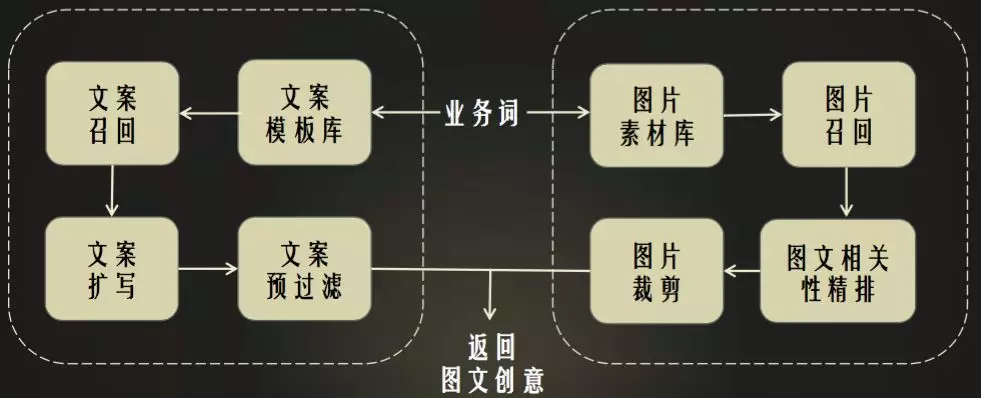 文案
召回
文案
模板库
业务词
图片
素材库
图片
召回
文案
扩写
文案
预过滤
图片
裁剪
图文相关
性精排
返回
图文创意